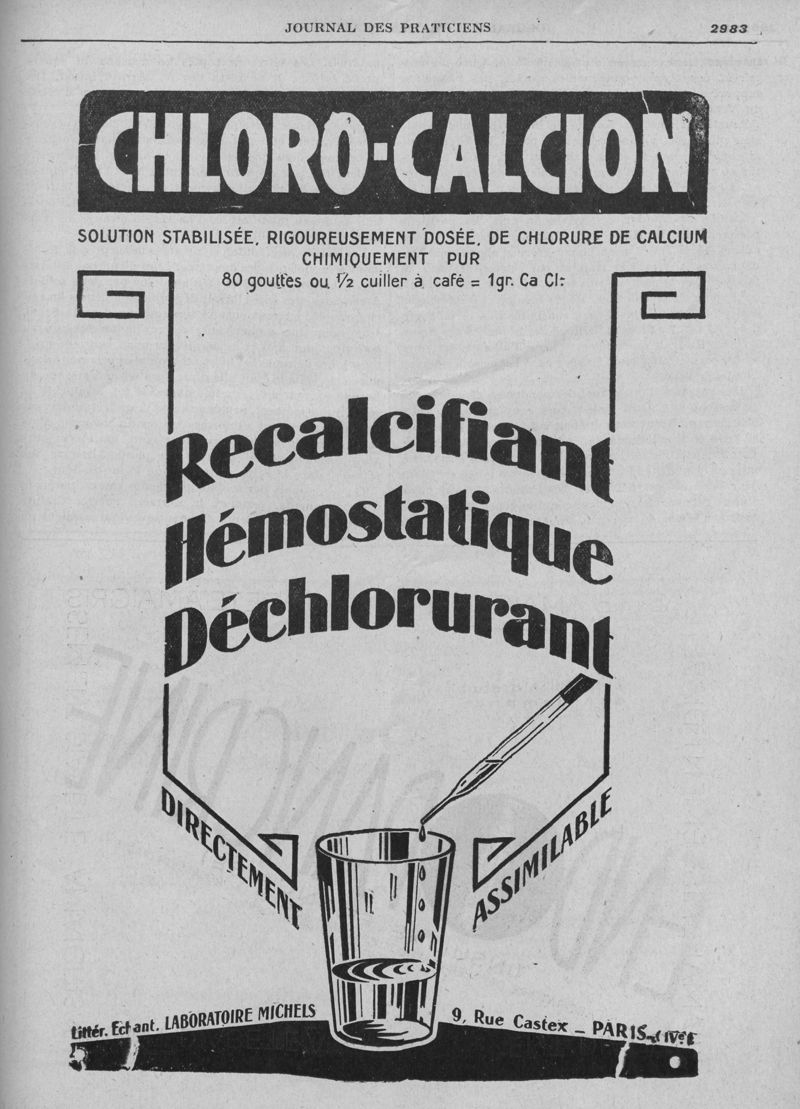 JOURNAL DES PRATICIENS
2983
CHLORO-CALCION
SOLUTION STABILISÉE, RIGOUREUSEMENT DOSÉE, DE CHLORURE DE CALCIUM
CHIMIQUEMENT PUR
80 gouttes ou 1/2 cuiller à café = 1gr. Ca Cl²
Recalcifiant
Hémostatique
Déchlorurant
DIRECTEMENT
ASSIMILABLE
Littér. Echant. LABORATOIRE MICHELS
9, Rue Castex _ PARIS